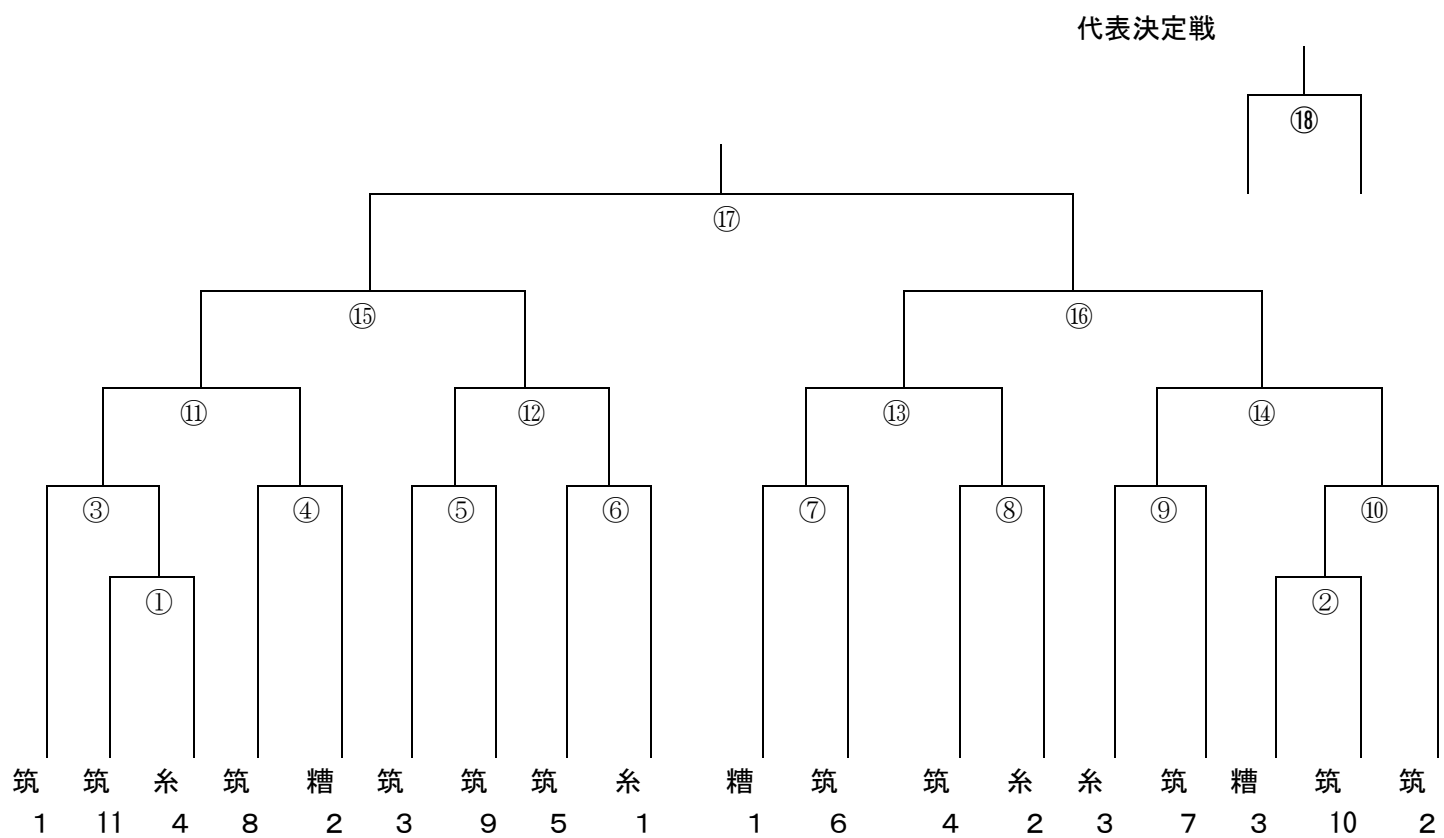 代表決定戦
⑱
⑰
⑮ ⑯
⑪ ⑫ ⑬ ⑭
③ ④ ⑤ ⑥ ⑦ ⑧ ⑨ ⑩
① ②
筑 筑 糸 筑 糟 筑 筑 筑 糸 糟 筑 筑 糸 糸 筑 糟 筑 筑
1 11 4 8 2 3 9 5 1 1 6 4 2 3 7 3 10 2